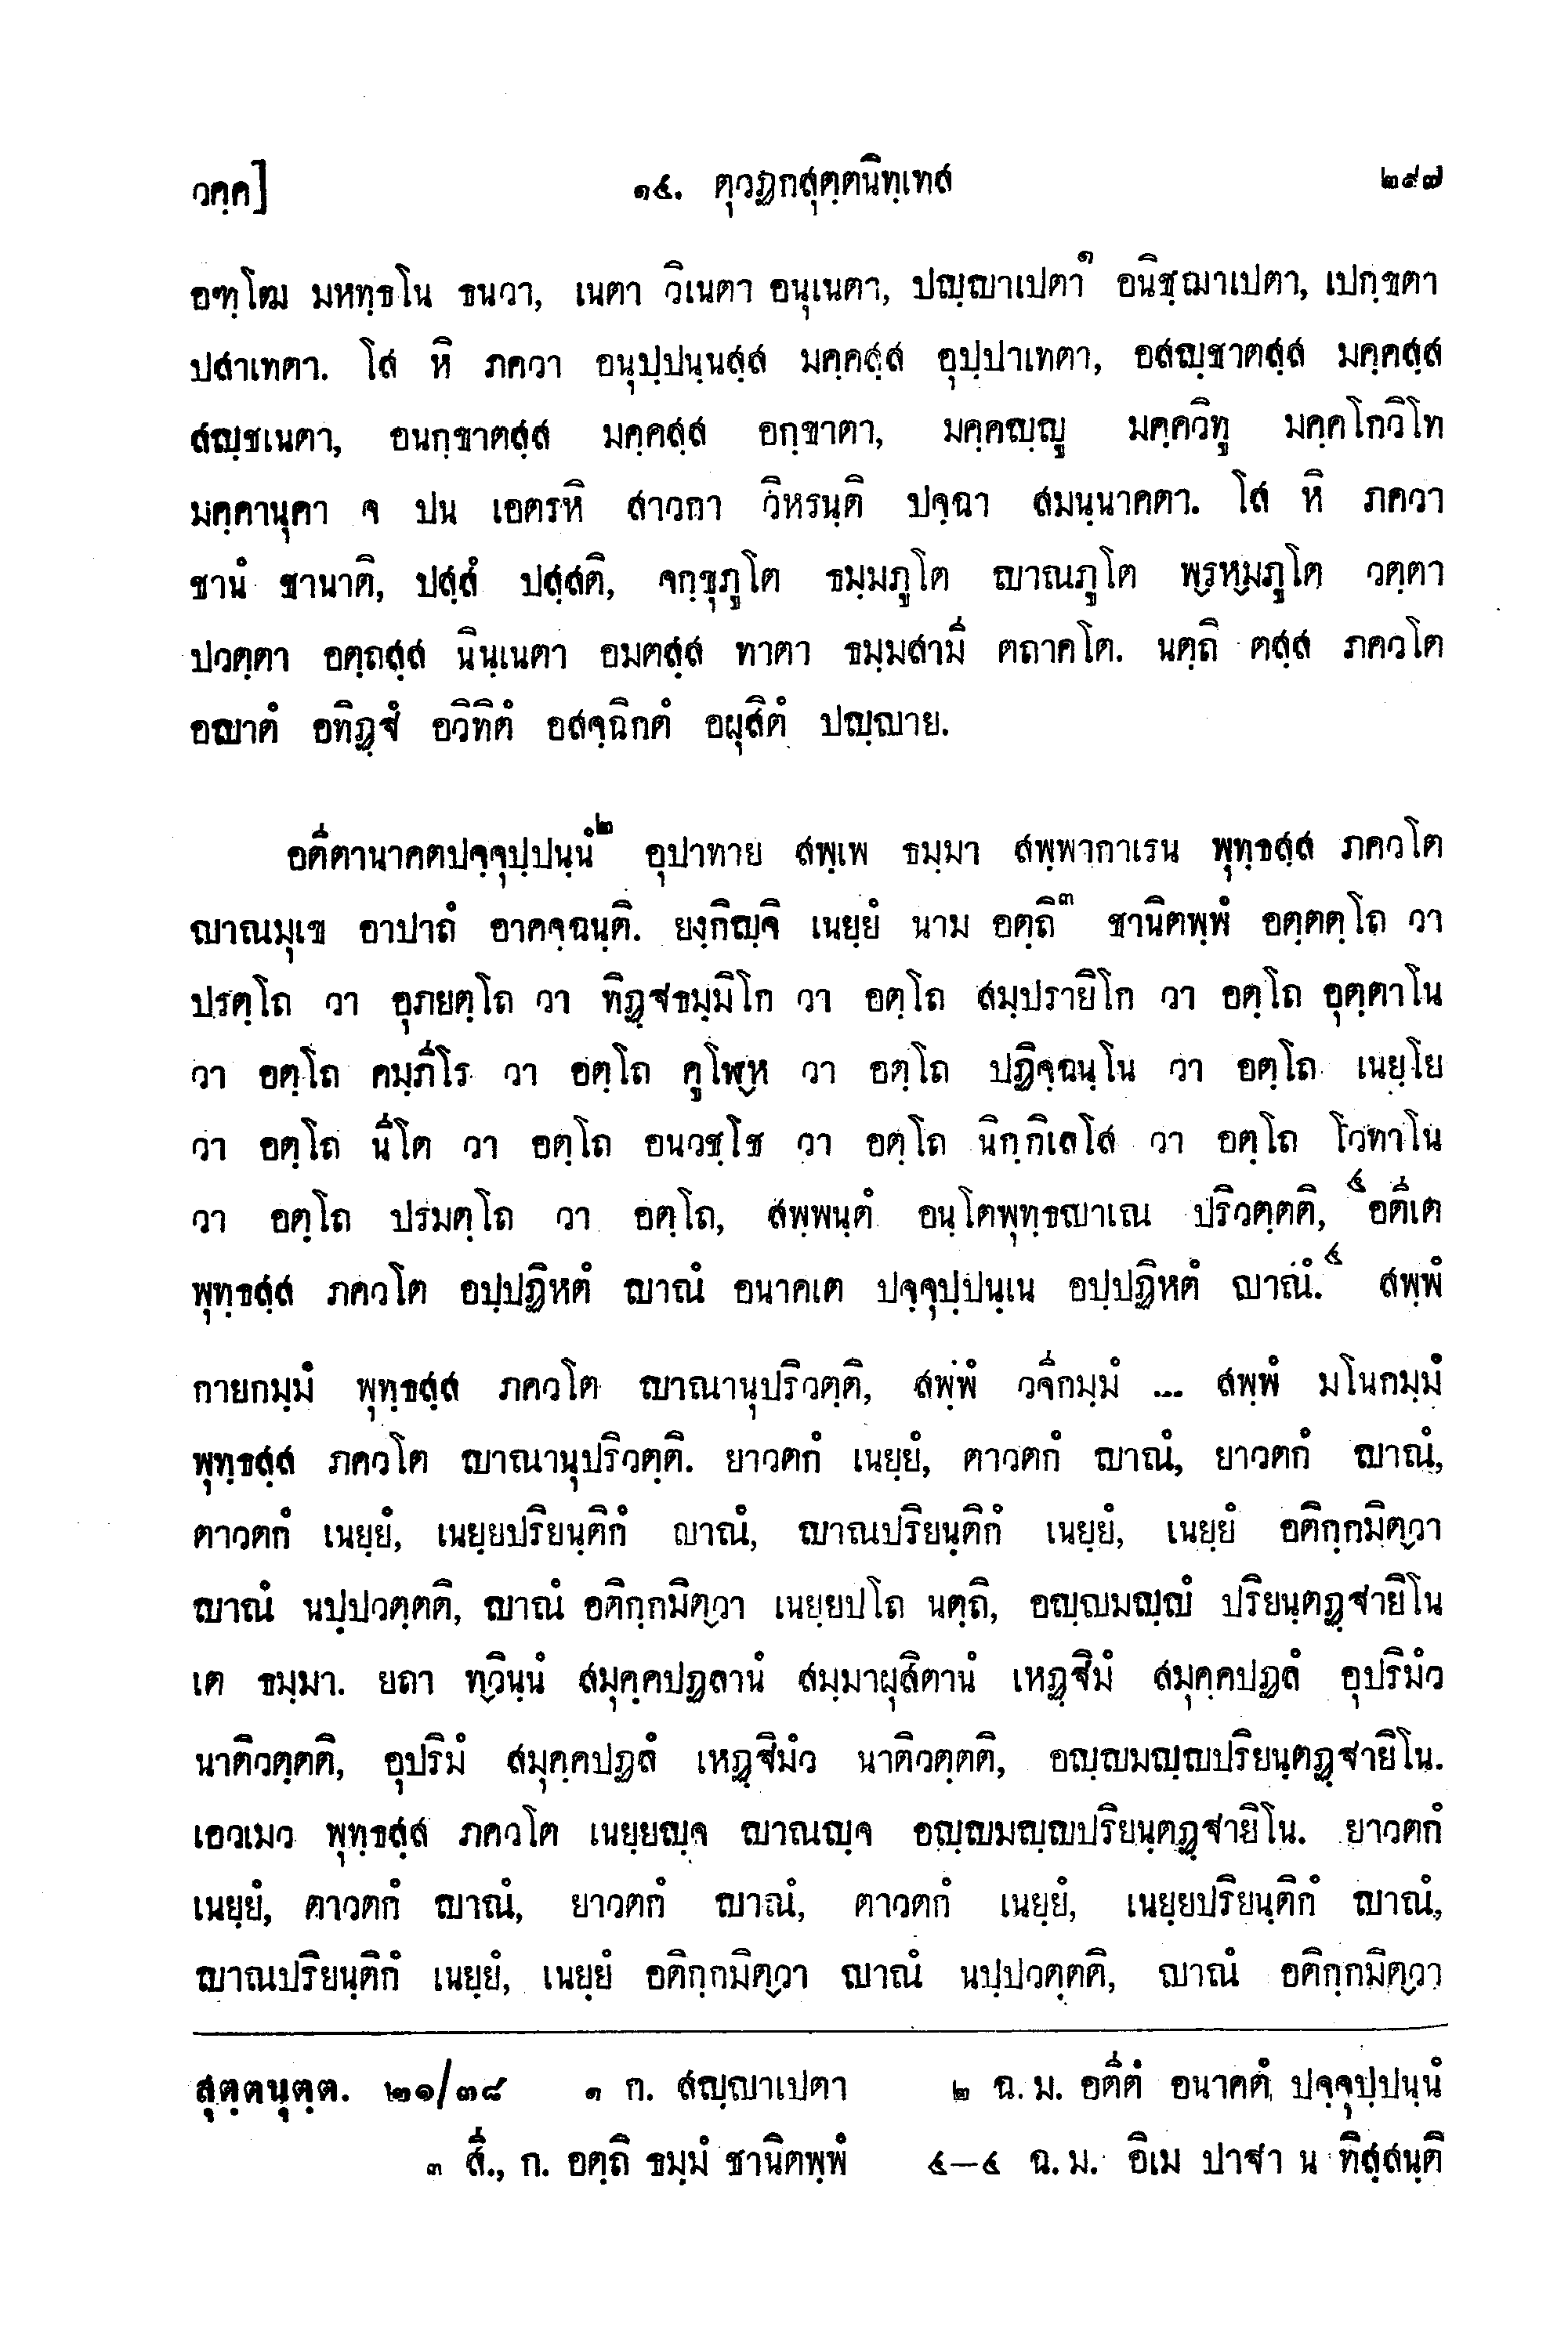 วคฺค]
๑๔. ตุวฏกสุตฺตนิทฺเทส
๒๙๗
อฑฺโฒ มหทฺธโน ธนวา, เนตา วิเนตา อนุเนตา, ปญฺญาเปตา๑ อนิชฺฌาเปตา, เปกฺขตา
ปสาเทตา. โส หิ ภควา อนุปฺปนฺนสฺส มคฺคสฺส อุปฺปาเทตา, อสญฺชาตสฺส มคฺคสฺส
สญฺชเนตา, อนกฺขาตสฺส มคฺคสฺส อกฺขาตา, มคฺคญฺญู มคฺควิทู มคฺคโกวิโท
มคฺคานุคา จ ปน เอตรหิ สาวกา วิหรนฺติ ปจฺฉา สมนฺนาคตา. โส หิ ภควา
ชานํ ชานาติ, ปสฺสํ ปสฺสติ, จกฺขุภูโต ธมฺมภูโต ญาณภูโต พฺรหฺมภูโต วตฺตา
ปวตฺตา อตฺถสฺส นินฺเนตา อมตสฺส ทาตา ธมฺมสามี ตถาคโต. นตฺถิ ตสฺส ภควโต
อญาตํ อทิฏฺฐํ อวิทิตํ อสจฺฉิกตํ อผุสิตํ ปญฺญาย.
อตีตานาคตปจฺจุปฺปนฺนํ๒ อุปาทาย สพฺเพ ธมฺมา สพฺพากาเรน พุทฺธสฺส ภควโต
ญาณมุเข อาปาถํ อาคจฺฉนฺติ. ยงฺกิญฺจิ เนยฺยํ นาม อตฺถิ๓ ชานิตพฺพํ อตฺตตฺโถ วา
ปรตฺโถ วา อุภยตฺโถ วา ทิฏฺฐธมฺมิโก วา อตฺโถ สมฺปรายิโก วา อตฺโถ อุตฺตาโน
วา อตฺโถ คมฺภีโร วา อตฺโถ คูโฬฺห วา อตฺโถ ปฏิจฺฉนฺโน วา อตฺโถ เนยฺโย
วา อตฺโถ นีโต วา อตฺโถ อนวชฺโช วา อตฺโถ นิกฺกิเลโส วา อตฺโถ โวทาโน
วา อตฺโถ ปรมตฺโถ วา อตฺโถ, สพฺพนฺตํ อนฺโตพุทฺธญาเณ ปริวตฺตติ, ๔อตีเต
พุทฺธสฺส ภควโต อปฺปฏิหตํ ญาณํ อนาคเต ปจฺจุปฺปนฺเน อปฺปฏิหตํ ญาณํ.๔ สพฺพํ
กายกมฺมํ พุทฺธสฺส ภควโต ญาณานุปริวตฺติ, สพฺพํ วจีกมฺมํ ... สพฺพํ มโนกมฺมํ
พุทฺธสฺส ภควโต ญาณานุปริวตฺติ. ยาวตกํ เนยฺยํ, ตาวตกํ ญาณํ, ยาวตกํ ญาณํ,
ตาวตกํ เนยฺยํ, เนยฺยปริยนฺติกํ ญาณํ, ญาณปริยนฺติกํ เนยฺยํ, เนยฺยํ อติกฺกมิตฺวา
ญาณํ นปฺปวตฺตติ, ญาณํ อติกฺกมิตฺวา เนยฺยปโถ นตฺถิ, อญฺญมญฺญํ ปริยนฺตฏฺฐายิโน
เต ธมฺมา. ยถา ทฺวินฺนํ สมุคฺคปฏลานํ สมฺมาผุสิตานํ เหฏฺฐิมํ สมุคฺคปฏลํ อุปริมํว
นาติวตฺตติ, อุปริมํ สมุคฺคปฏลํ เหฏฺฐิมํว นาติวตฺตติ, อญฺญมญฺญปริยนฺตฏฺฐายิโน.
เอวเมว พุทฺธสฺส ภควโต เนยฺยญฺจ ญาณญฺจ อญฺญมญฺญปริยนฺตฏฺฐายิโน. ยาวตกํ
เนยฺยํ, ตาวตกํ ญาณํ, ยาวตกํ ญาณํ, ตาวตกํ เนยฺยํ, เนยฺยปริยนฺติกํ ญาณํ,
ญาณปริยนฺติกํ เนยฺยํ, เนยฺยํ อติกฺกมิตฺวา ญาณํ นปฺปวตฺตติ, ญาณํ อติกฺกมิตฺวา
สุตฺตนฺตุตฺต. ๒๑/๓๘ ๑ ก. สญฺญาเปตา ๒ ฉ. ม. อตีตํ อนาคตํ ปจฺจุปฺปนฺนํ
๓ สี., ก. อตฺถิ ธมฺมํ ชานิตพฺพํ ๔–๔ ฉ. ม. อิเม ปาฐา น ทิสฺสนฺติ